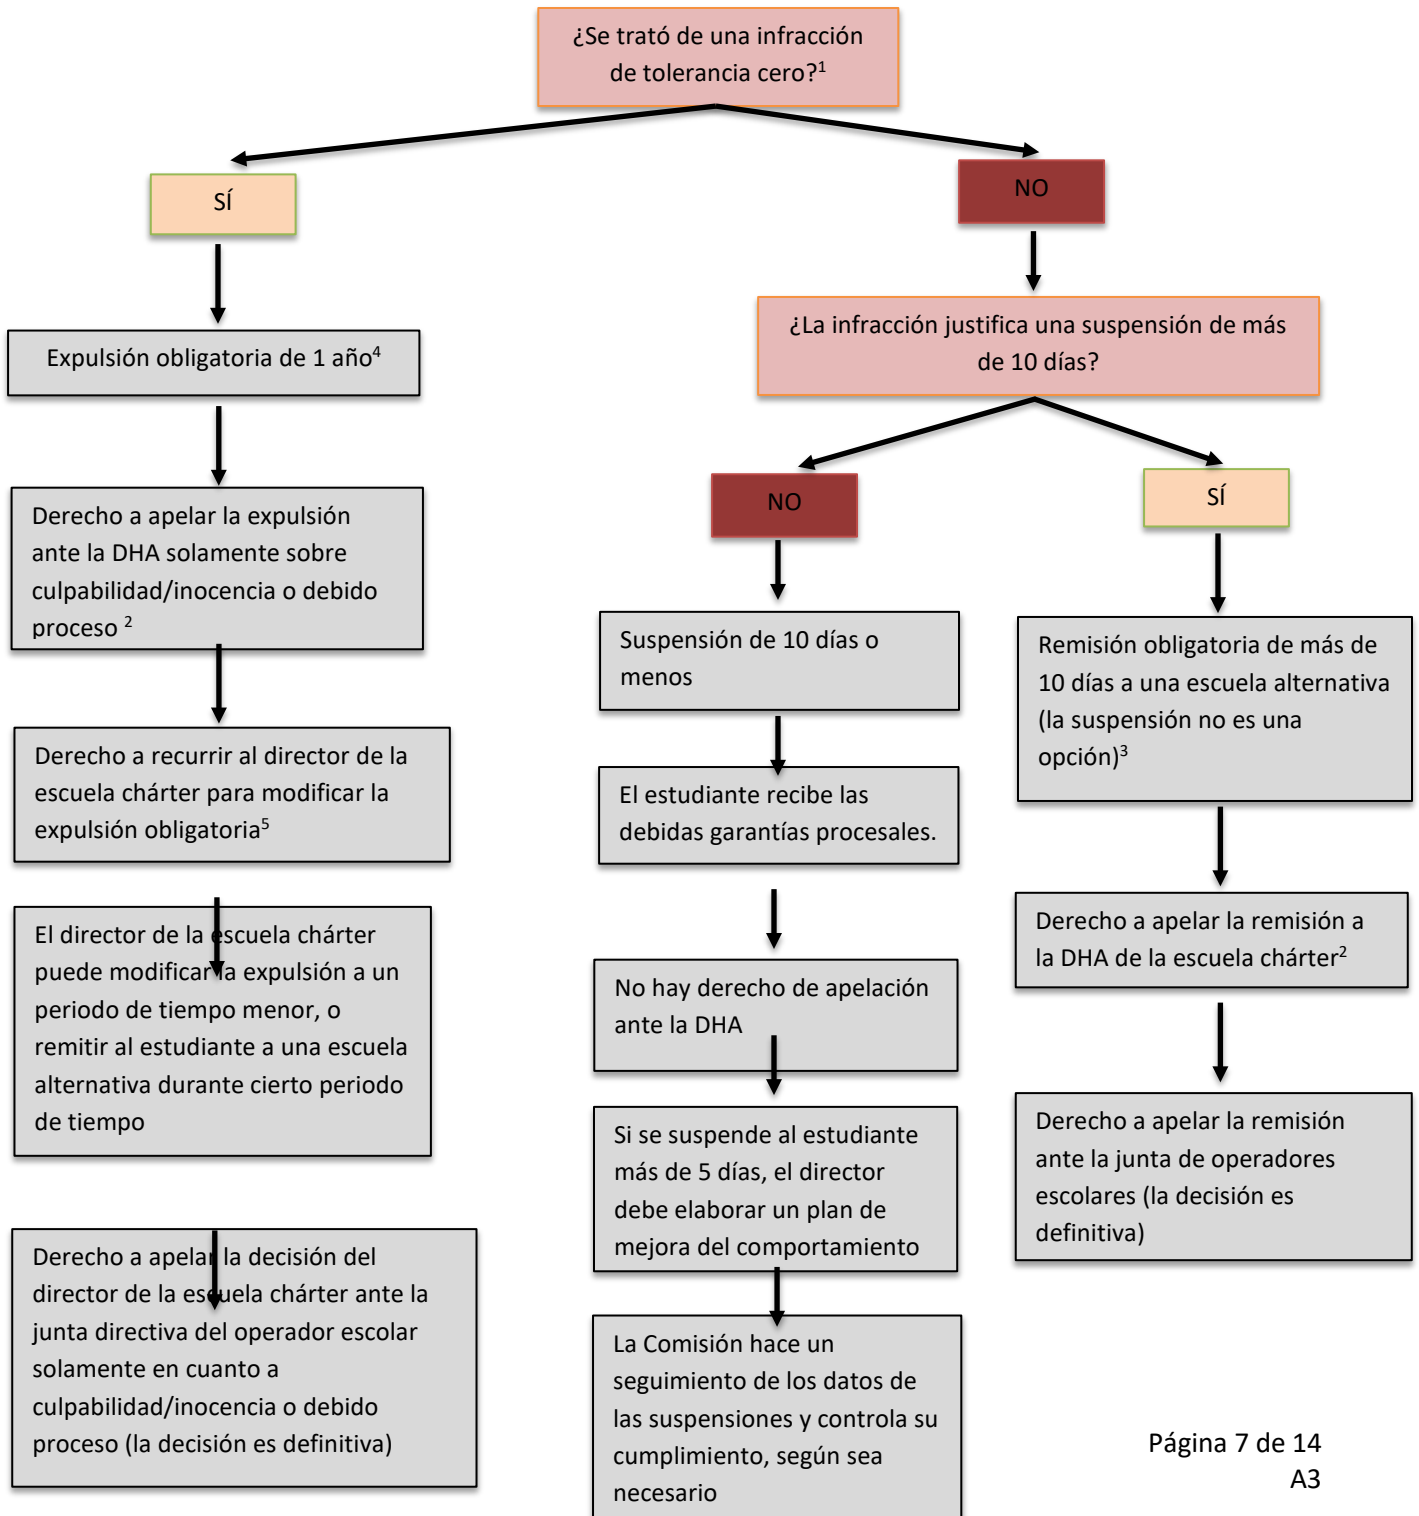 ¿Se trató de una infracción
de tolerancia cero?1
SÍ
NO
Expulsión obligatoria de 1 año4
¿La infracción justifica una suspensión de más
de 10 días?
NO
SÍ
Derecho a apelar la expulsión
ante la DHA solamente sobre
culpabilidad/inocencia o debido
proceso 2
Suspensión de 10 días o
menos
Remisión obligatoria de más de
10 días a una escuela alternativa
(la suspensión no es una
opción)3
Derecho a recurrir al director de la
escuela chárter para modificar la
expulsión obligatoria5
El estudiante recibe las
debidas garantías procesales.
Derecho a apelar la remisión a
la DHA de la escuela chárter2
El director de la escuela chárter
puede modificar la expulsión a un
periodo de tiempo menor, o
remitir al estudiante a una escuela
alternativa durante cierto periodo
de tiempo
No hay derecho de apelación
ante la DHA
Si se suspende al estudiante
más de 5 días, el director
debe elaborar un plan de
mejora del comportamiento
Derecho a apelar la remisión
ante la junta de operadores
escolares (la decisión es
definitiva)
Derecho a apelar la decisión del
director de la escuela chárter ante la
junta directiva del operador escolar
solamente en cuanto a
culpabilidad/inocencia o debido
proceso (la decisión es definitiva)
La Comisión hace un
seguimiento de los datos de
las suspensiones y controla su
cumplimiento, según sea
necesario
Página 7 de 14
A3